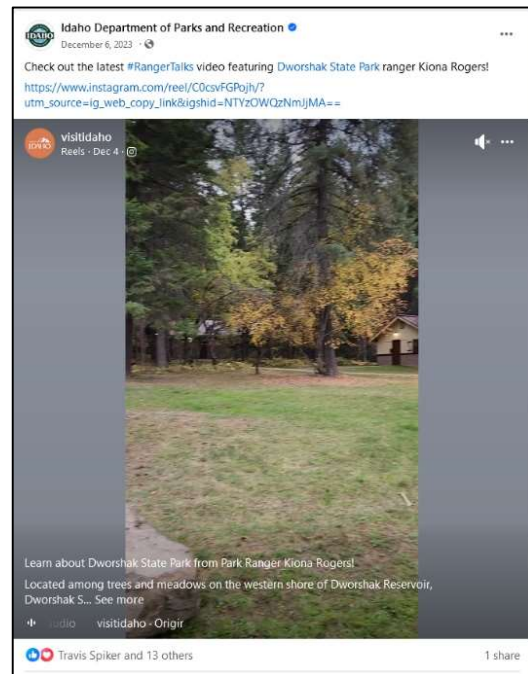 Idaho Department of Parks and Recreation
December 6, 2023 ·
Check out the latest #RangerTalks video featuring Dworshak State Park ranger Kiona Rogers!
https://www.instagram.com/reel/C0csvFGPojh/?
utm_source=ig_web_copy_link&igshid=NTYzOWQzNmJjMA==
IDAHO
visitidaho
Reels · Dec 4 ·
IDAHO
Learn about Dworshak State Park from Park Ranger Kiona Rogers!
Located among trees and meadows on the western shore of Dworshak Reservoir,
Dworshak S... See more
udio visitidaho · Origir
Travis Spiker and 13 others
1 share